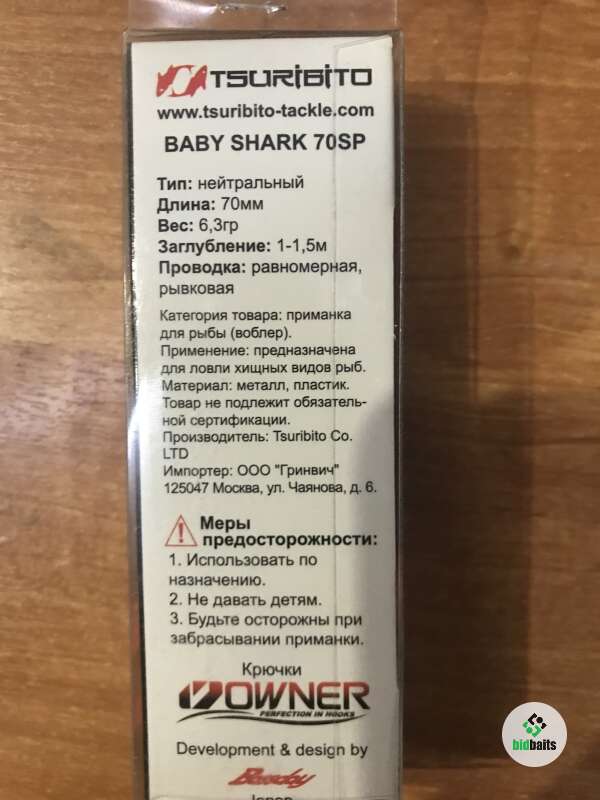 TSURIBITO
www.tsuribito-tackle.com
BABY SHARK 70SP
Тип: нейтральный
Длина: 70мм
Вес: 6,3гр
Заглубление: 1-1,5м
Проводка: равномерная,
рывковая
Категория товара: приманка
для рыбы (воблер).
Применение: предназначена
для ловли хищных видов рыб.
Материал: металл, пластик.
Товар не подлежит обязатель-
ной сертификации.
Производитель: Tsuribito Co.
LTD
Импортер: ООО "Гринвич"
125047 Москва, ул. Чаянова, д. 6.
Меры
предосторожности:
1. Использовать по
назначению.
2. Не давать детям.
3. Будьте осторожны при
забрасывании приманки.
Крючки
OWNER
PERFECTION IN HOOKS
Development & design by
Beeday
Japan
bidbaits